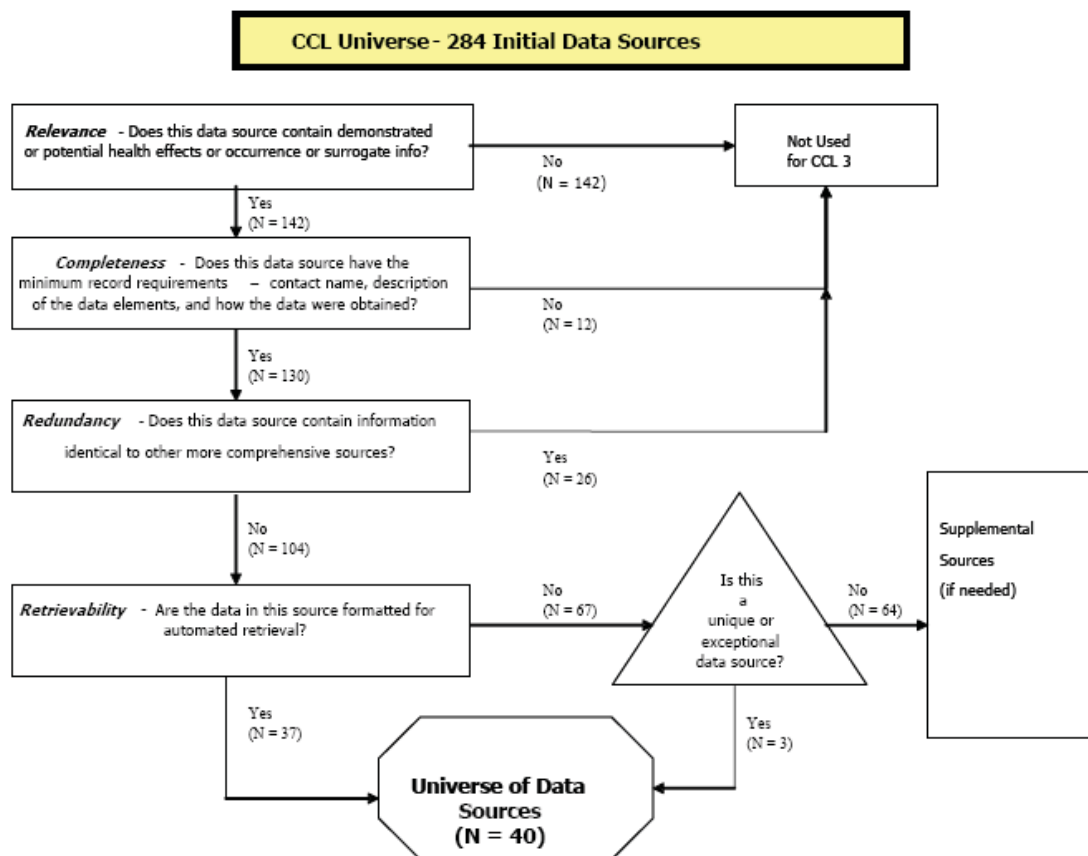 CCL Universe - 284 Initial Data Sources
Relevance - Does this data source contain demonstrated
or potential health effects or occurrence or surrogate info?
No
(N = 142)
Not Used
for CCL 3
Yes
(N = 142)
Completeness - Does this data source have the
minimum record requirements – contact name, description
of the data elements, and how the data were obtained?
No
(N = 12)
Yes
(N = 130)
Redundancy - Does this data source contain information
identical to other more comprehensive sources?
Yes
(N = 26)
No
(N = 104)
Retrievability - Are the data in this source formatted for
automated retrieval?
No
(N = 67)
Is this
a
unique or
exceptional
data source?
No
(N = 64)
Supplemental
Sources
(if needed)
Yes
(N = 37)
Yes
(N = 3)
Universe of Data
Sources
(N = 40)